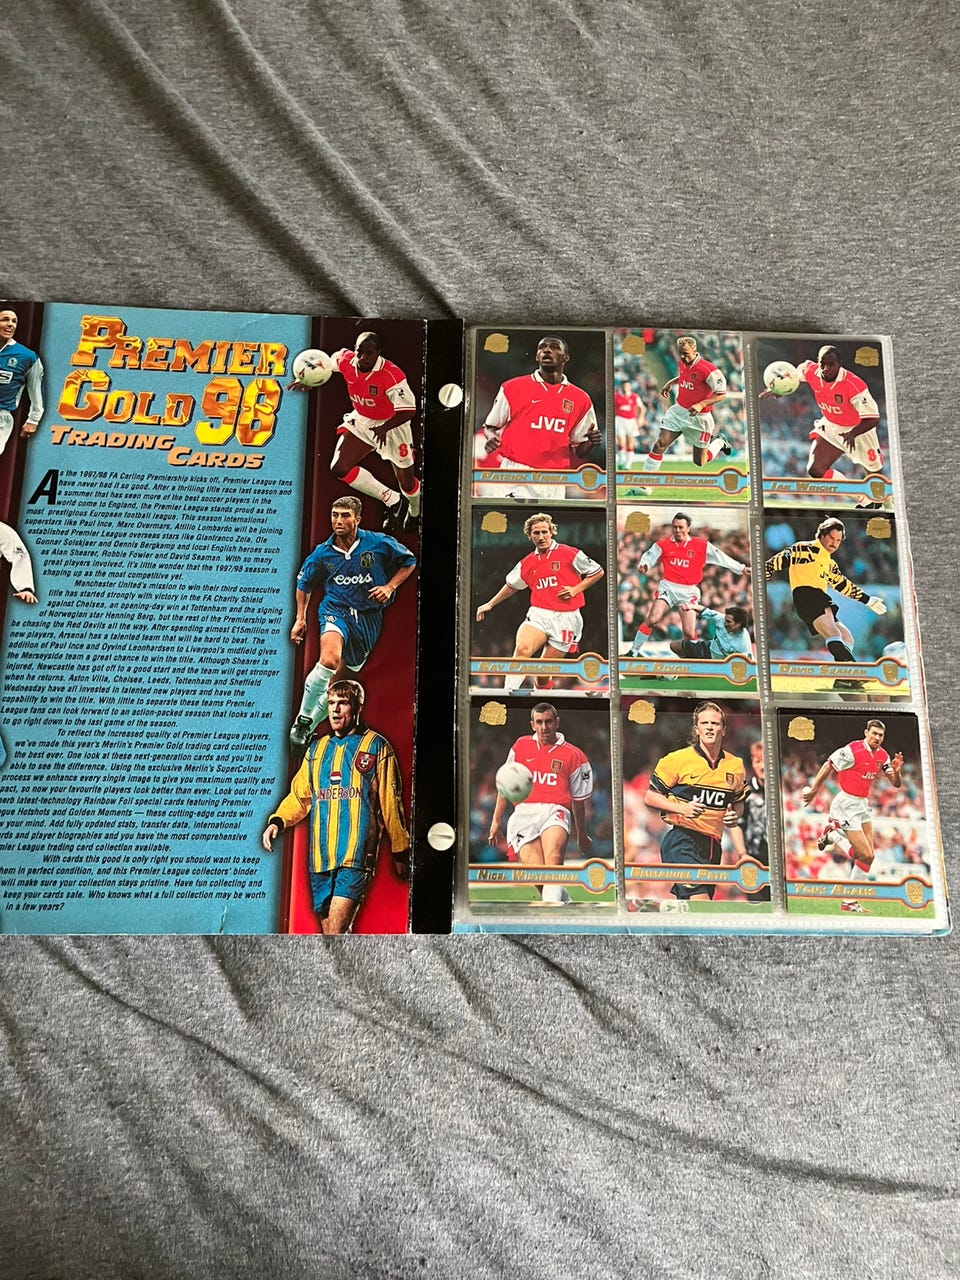 PREMIER
GOLD 98
TRADING
CARDS
As the 1997/98 FA Carling Premiership kicks off, Premier League fans
have never had it so good. After a thrilling title race last season and
a summer that has seen more of the best soccer players in the
world come to England, the Premier League stands proud as the
most prestigious European football league. This season international
superstars like Paul Ince, Marc Overmars, Attilio Lombardo will be joining
established Premier League overseas stars like Gianfranco Zola, Ole
Gunnar Solskjaer and Dennis Bergkamp and local English heroes such
as Alan Shearer, Robbie Fowler and David Seaman. With so many
great players involved, it's little wonder that the 1997/98 season is
shaping up as the most competitive yet.
Manchester United's mission to win their third consecutive
title has started strongly with victory in the FA Charity Shield
against Chelsea, an opening-day win at Tottenham and the signing
of Norwegian star Henning Berg, but the rest of the Premiership will
be chasing the Red Devils all the way. After spending almost £15million on
new players, Arsenal has a talented team that will be hard to beat. The
addition of Paul Ince and Oyvind Leonhardsen to Liverpool's midfield gives
the Merseyside team a great chance to win the title. Although Shearer is
injured, Newcastle has got off to a good start and the team will get stronger
when he returns. Aston Villa, Chelsea, Leeds, Tottenham and Sheffield
Wednesday have all invested in talented new players and have the
capability to win the title. With little to separate these teams Premier
League fans can look forward to an action-packed season that looks all set
to go right down to the last game of the season.
To reflect the increased quality of Premier League players,
we've made this year's Merlin's Premier Gold trading card collection
the best ever. One look at these next-generation cards and you'll be
able to see the difference. Using the exclusive Merlin's SuperColour
process we enhance every single image to give you maximum quality and
pact, so now your favourite players look better than ever. Look out for the
perb latest-technology Rainbow Foil special cards featuring Premier
gue Hotshots and Golden Moments — these cutting-edge cards will
w your mind. Add fully updated stats, transfer data, international
rds and player biographies and you have the most comprehensive
ier League trading card collection available.
With cards this good is only right you should want to keep
hem in perfect condition, and this Premier League collectors' binder
will make sure your collection stays pristine. Have fun collecting and
keep your cards safe. Who knows what a full collection may be worth
in a few years?
JVC
8
Coors
SANDERSON
JVC
PATRICK VIEIRA
10
DENNIS BERGKAMP
JVC
8
IAN WRIGHT
JVC
15
RAY PARLOUR
JVC
2
LEE DIXON
DAVID SEAMAN
JVC
3
NIGEL WINTERBURN
JVC
EMMANUEL PETIT
JVC
TONY ADAMS